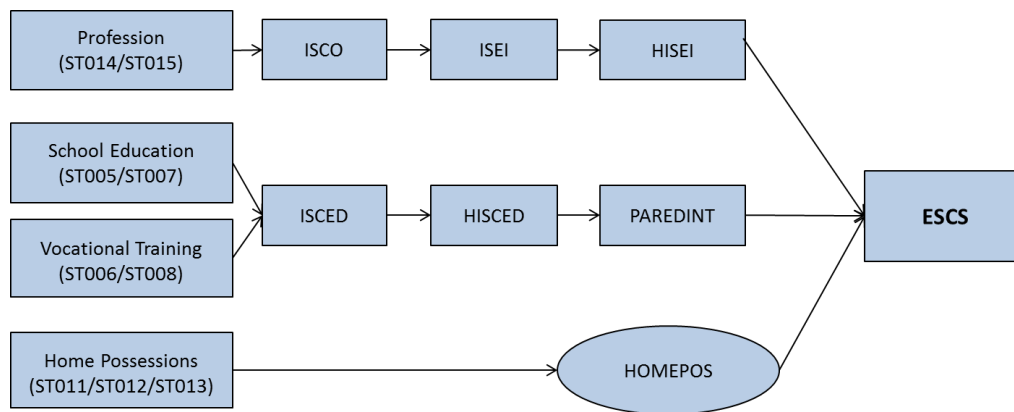 Profession
(ST014/ST015)
ISCO
ISEI
HISEI
School Education
(ST005/ST007)
ISCED
HISCED
PAREDINT
ESCS
Vocational Training
(ST006/ST008)
Home Possessions
(ST011/ST012/ST013)
HOMEPOS